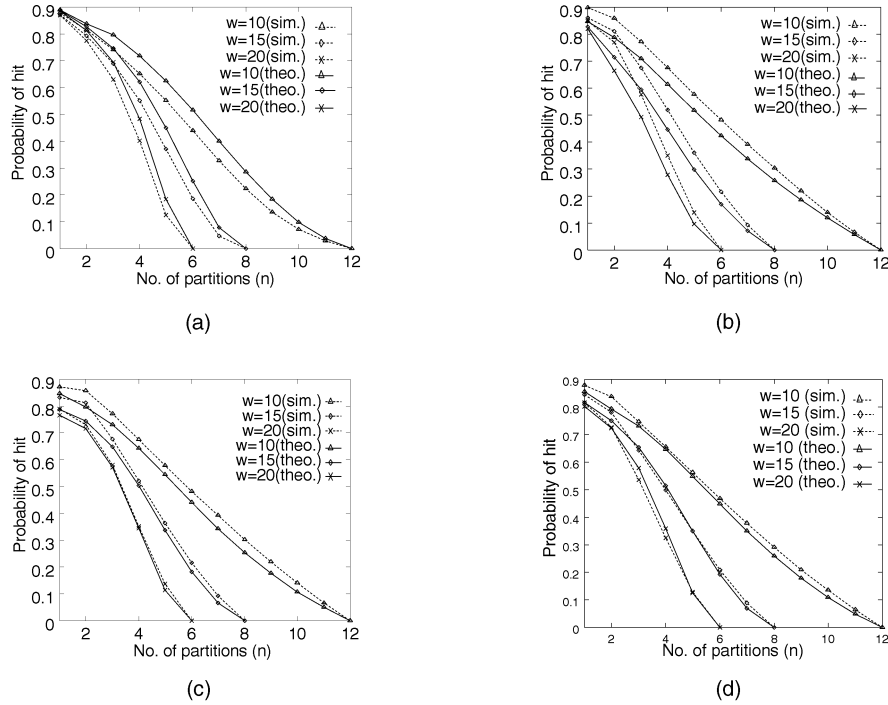 0.9
0.8
0.7
0.6
0.5
0.4
0.3
0.2
0.1
0
Probability of hit
w=10(sim.)
w=15(sim.)
w=20(sim.)
w=10(theo.)
w=15(theo.)
w=20(theo.)
2 4 6 8 10 12
No. of partitions (n)
(a)
0.9
0.8
0.7
0.6
0.5
0.4
0.3
0.2
0.1
0
Probability of hit
w=10(sim.)
w=15(sim.)
w=20(sim.)
w=10(theo.)
w=15(theo.)
w=20(theo.)
2 4 6 8 10 12
No. of partitions (n)
(b)
0.9
0.8
0.7
0.6
0.5
0.4
0.3
0.2
0.1
0
Probability of hit
w=10(sim.)
w=15(sim.)
w=20(sim.)
w=10(theo.)
w=15(theo.)
w=20(theo.)
2 4 6 8 10 12
No. of partitions (n)
(c)
0.9
0.8
0.7
0.6
0.5
0.4
0.3
0.2
0.1
0
Probability of hit
w=10 (sim.)
w=15 (sim.)
w=20 (sim.)
w=10 (theo.)
w=15 (theo.)
w=20 (theo.)
2 4 6 8 10 12
No. of partitions (n)
(d)